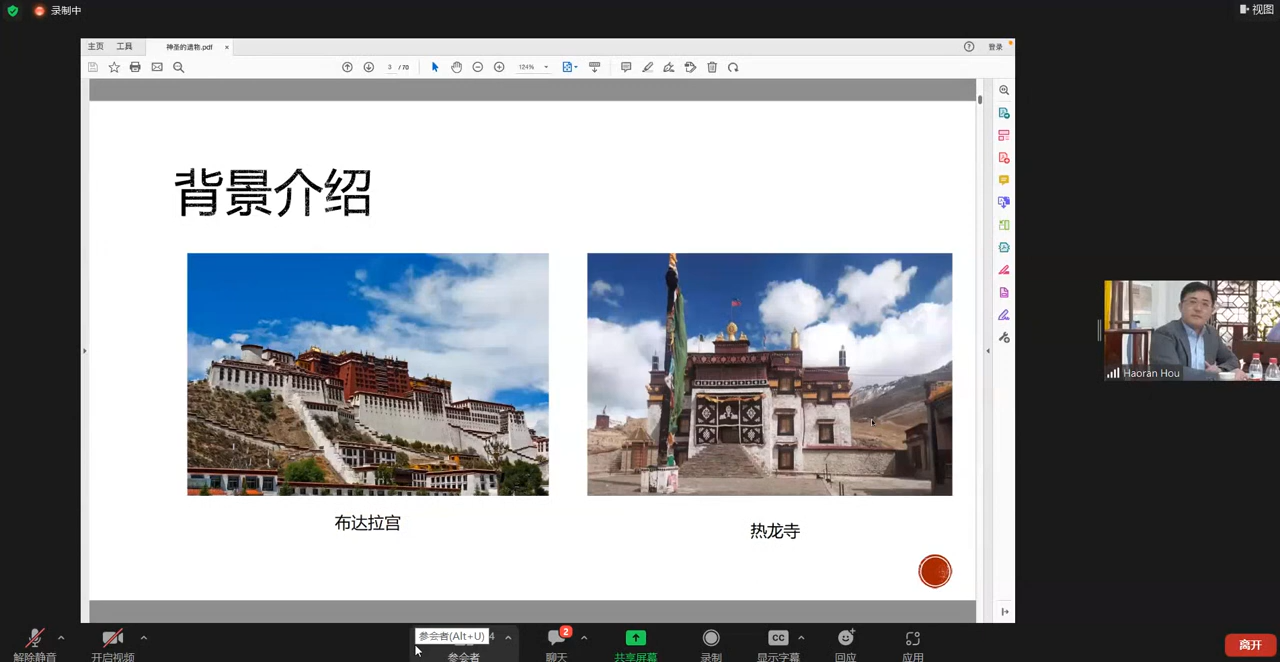 录制中
视图
主页 工具 神圣的遗物.pdf × 登录
3 / 70 124%
背景介绍
布达拉宫 热龙寺
Haoran Hou
参会者(Alt+U) 4
2
CC
解除静音 开启视频 参会者 聊天 共享屏幕 录制 显示字幕 回应 应用 离开